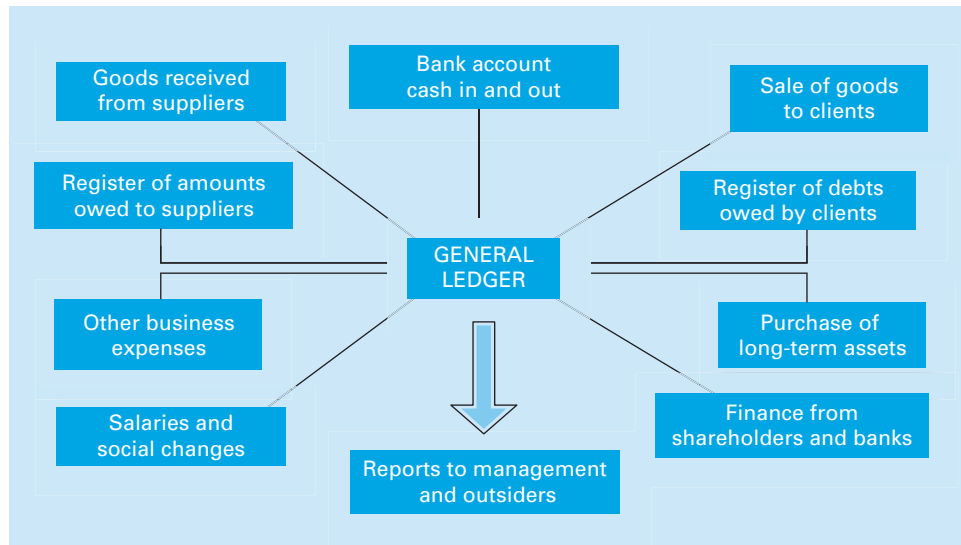 Goods received
from suppliers
Bank account
cash in and out
Sale of goods
to clients
Register of amounts
owed to suppliers
Register of debts
owed by clients
GENERAL
LEDGER
Other business
expenses
Purchase of
long-term assets
Salaries and
social changes
Finance from
shareholders and banks
Reports to management
and outsiders